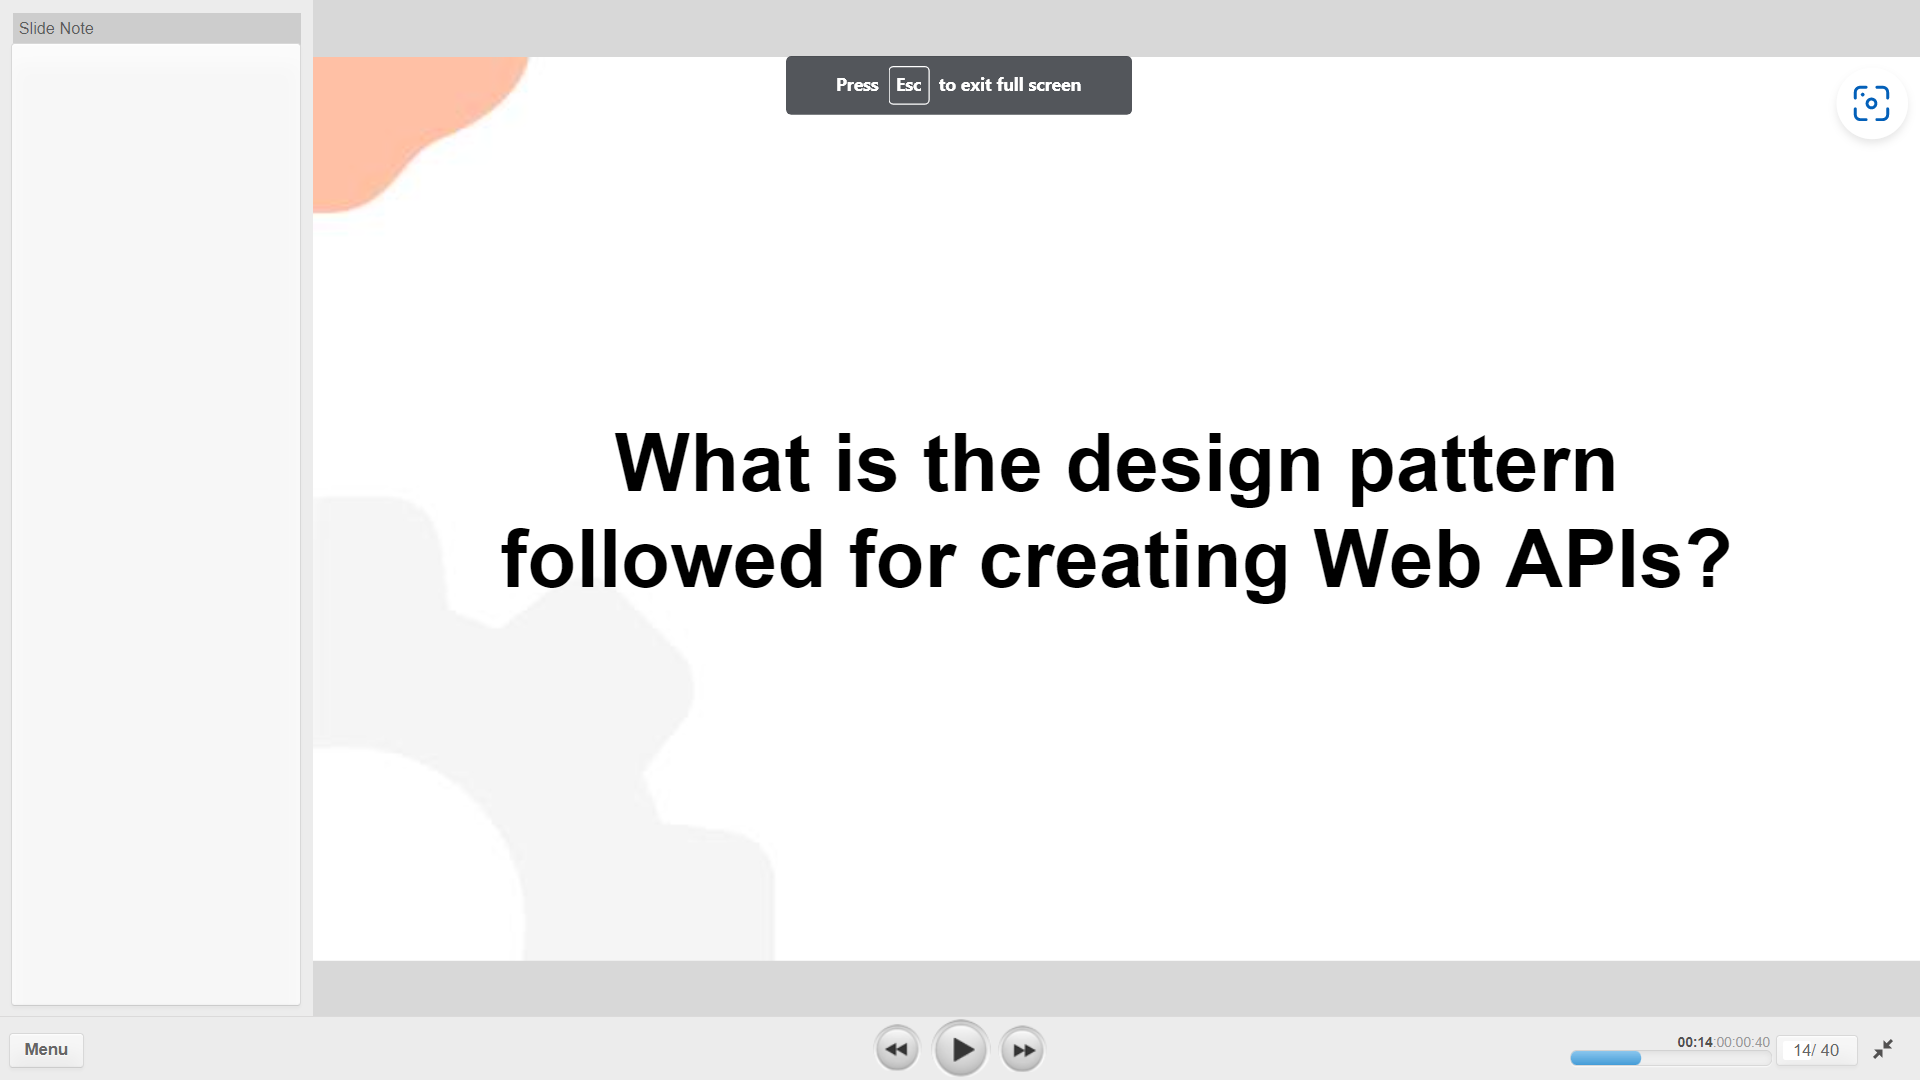 Slide Note
Press Esc to exit full screen
What is the design pattern
followed for creating Web APIs?
Menu
00:14:00:00:40
14/ 40